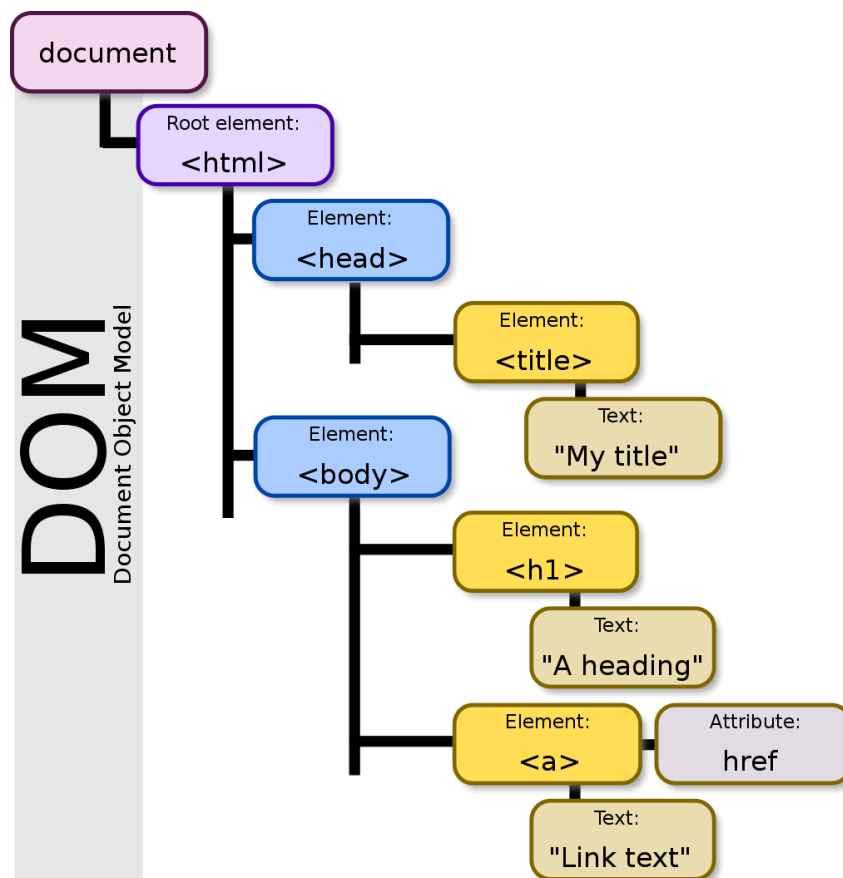 document
Root element:
<html>
Element:
<head>
Element:
<title>
Text:
"My title"
Element:
<body>
Element:
<h1>
Text:
"A heading"
Element:
<a>
Attribute:
href
Text:
"Link text"
DOM
Document Object Model